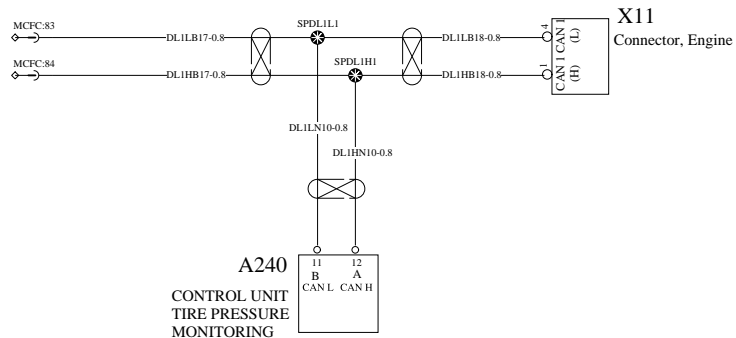 MCFC:83
DL1LB17-0.8
SPDL1L1
DL1LB18-0.8
4
CAN 1
(L)
X11
Connector, Engine
MCFC:84
DL1HB17-0.8
SPDL1H1
DL1HB18-0.8
1
CAN 1
(H)
DL1LN10-0.8
DL1HN10-0.8
A240
11
12
B
A
CAN L
CAN H
CONTROL UNIT
TIRE PRESSURE
MONITORING